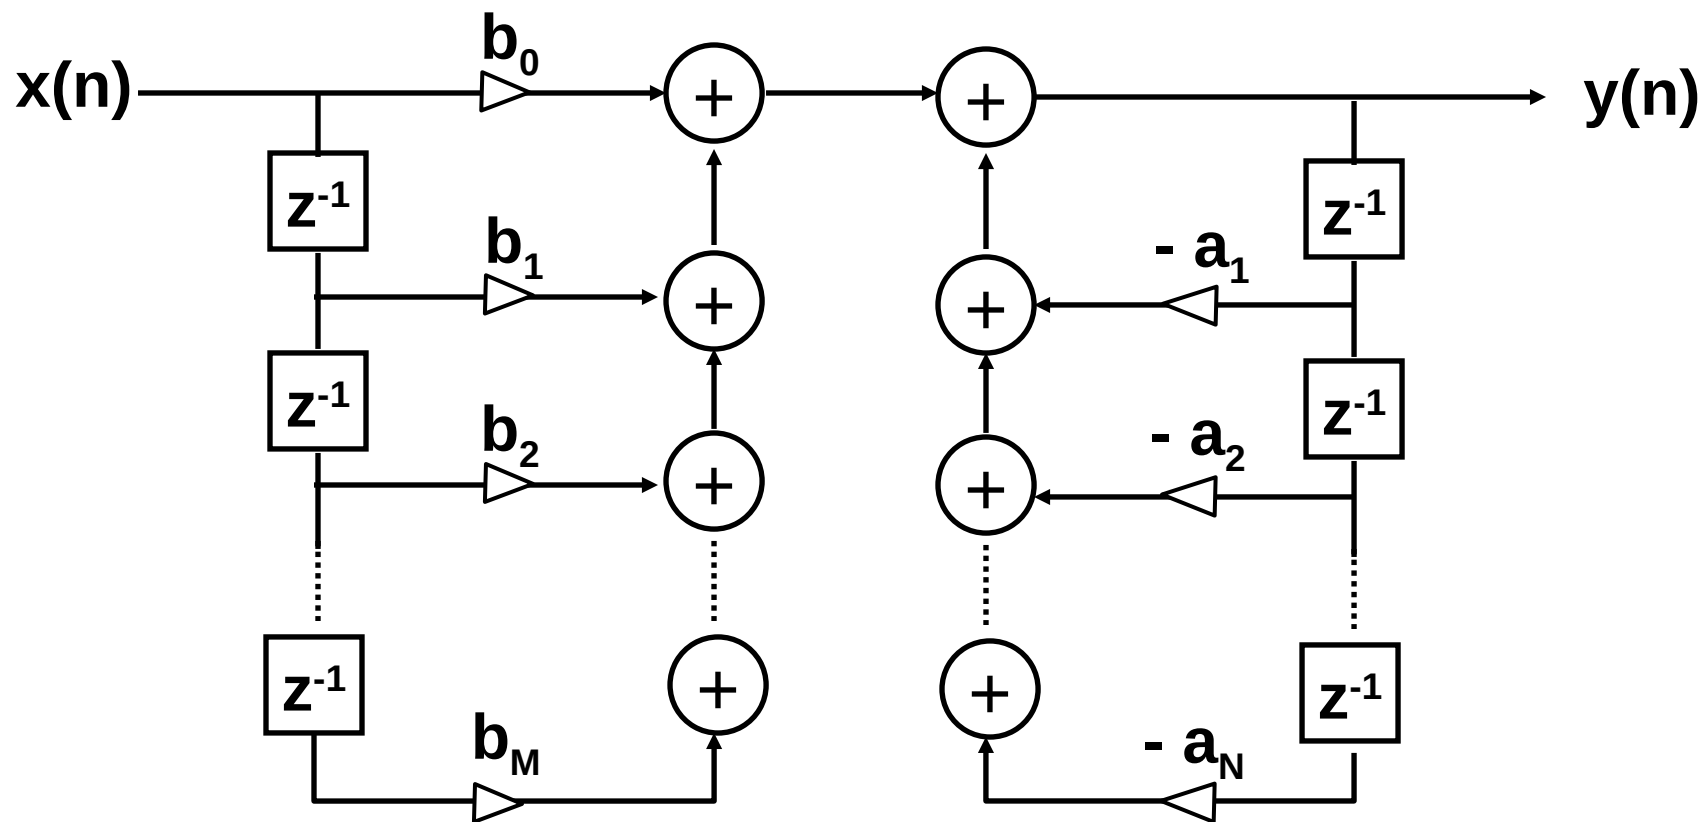 x(n)
b0
+
+
y(n)
z-1
z-1
b1
- a1
+
+
z-1
z-1
b2
- a2
+
+
z-1
z-1
+
+
bM
- aN